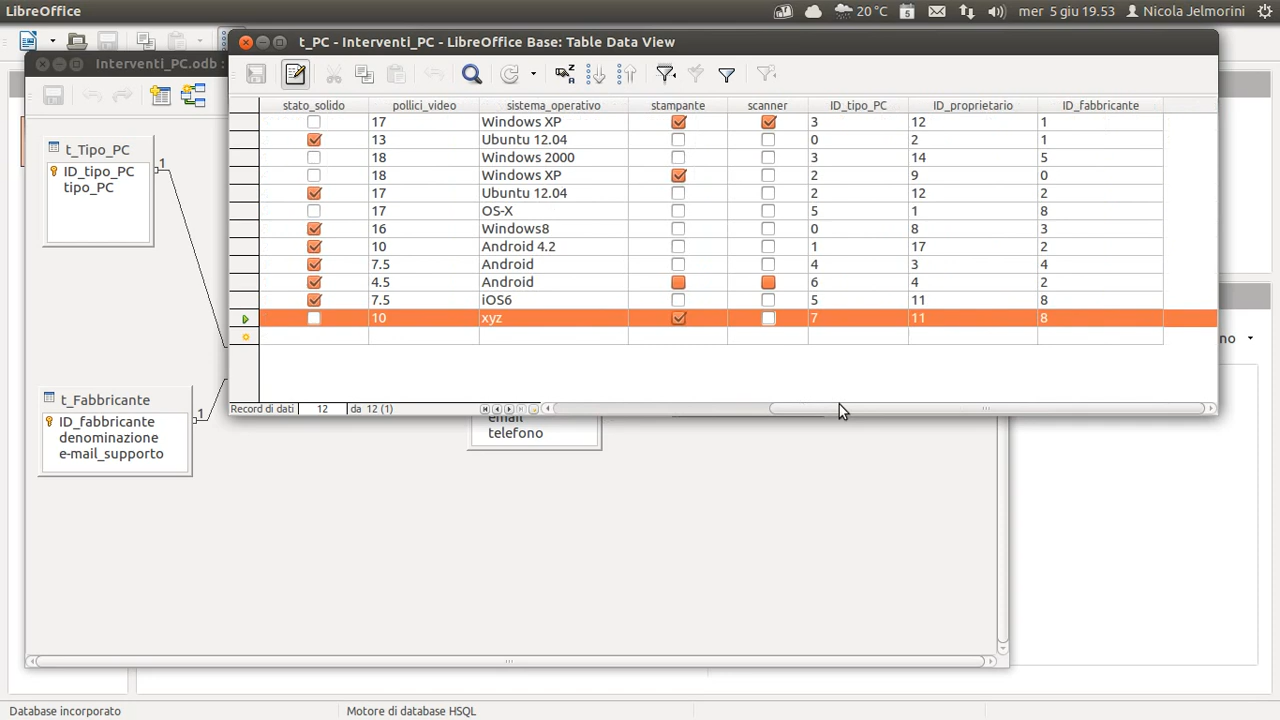 LibreOffice
20 °C
5
mer 5 giu 19.53
Nicola Jelmorini
t_PC - Interventi_PC - LibreOffice Base: Table Data View
Interventi_PC.odb :
stato_solido pollici_video sistema_operativo stampante scanner ID_tipo_PC ID_proprietario ID_fabbricante
17 Windows XP 3 12 1
13 Ubuntu 12.04 0 2 1
18 Windows 2000 3 14 5
18 Windows XP 2 9 0
17 Ubuntu 12.04 2 12 2
17 OS-X 5 1 8
16 Windows8 0 8 3
10 Android 4.2 1 17 2
7.5 Android 4 3 4
4.5 Android 6 4 2
7.5 iOS6 5 11 8
10 xyz 7 11 8
Record di dati 12 da 12 (1)
t_Tipo_PC
ID_tipo_PC
tipo_PC
1
t_Fabbricante
ID_fabbricante
denominazione
e-mail_supporto
1
email
telefono
no
Database incorporato
Motore di database HSQL